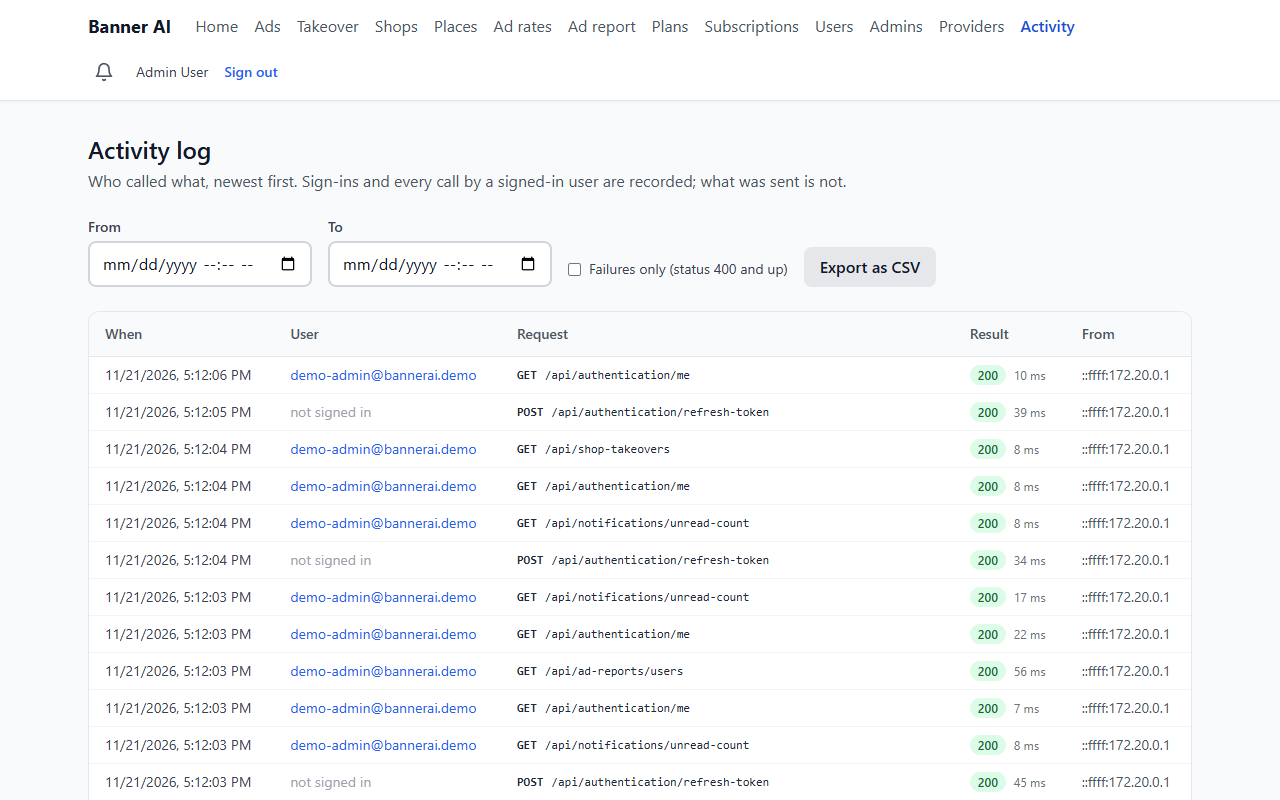 Banner AI Home Ads Takeover Shops Places Ad rates Ad report Plans Subscriptions Users Admins Providers Activity
Admin User Sign out
Activity log
Who called what, newest first. Sign-ins and every call by a signed-in user are recorded; what was sent is not.
From To
mm/dd/yyyy --:-- -- mm/dd/yyyy --:-- -- Failures only (status 400 and up) Export as CSV
When User Request Result From
11/21/2026, 5:12:06 PM demo-admin@bannerai.demo GET /api/authentication/me 200 10 ms ::ffff:172.20.0.1
11/21/2026, 5:12:05 PM not signed in POST /api/authentication/refresh-token 200 39 ms ::ffff:172.20.0.1
11/21/2026, 5:12:04 PM demo-admin@bannerai.demo GET /api/shop-takeovers 200 8 ms ::ffff:172.20.0.1
11/21/2026, 5:12:04 PM demo-admin@bannerai.demo GET /api/authentication/me 200 8 ms ::ffff:172.20.0.1
11/21/2026, 5:12:04 PM demo-admin@bannerai.demo GET /api/notifications/unread-count 200 8 ms ::ffff:172.20.0.1
11/21/2026, 5:12:04 PM not signed in POST /api/authentication/refresh-token 200 34 ms ::ffff:172.20.0.1
11/21/2026, 5:12:03 PM demo-admin@bannerai.demo GET /api/notifications/unread-count 200 17 ms ::ffff:172.20.0.1
11/21/2026, 5:12:03 PM demo-admin@bannerai.demo GET /api/authentication/me 200 22 ms ::ffff:172.20.0.1
11/21/2026, 5:12:03 PM demo-admin@bannerai.demo GET /api/ad-reports/users 200 56 ms ::ffff:172.20.0.1
11/21/2026, 5:12:03 PM demo-admin@bannerai.demo GET /api/authentication/me 200 7 ms ::ffff:172.20.0.1
11/21/2026, 5:12:03 PM demo-admin@bannerai.demo GET /api/notifications/unread-count 200 8 ms ::ffff:172.20.0.1
11/21/2026, 5:12:03 PM not signed in POST /api/authentication/refresh-token 200 45 ms ::ffff:172.20.0.1